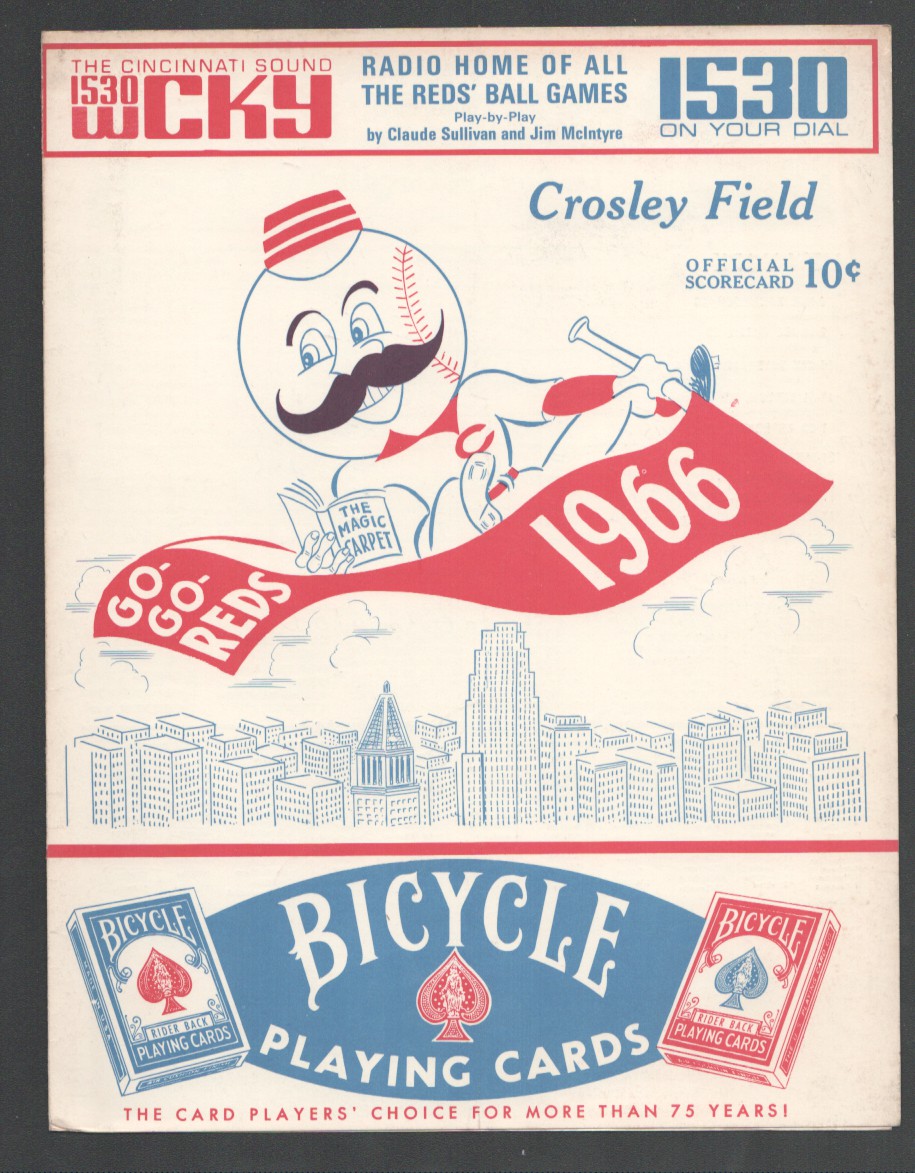 THE CINCINNATI SOUND
1530
WCKY
RADIO HOME OF ALL
THE REDS' BALL GAMES
Play-by-Play
by Claude Sullivan and Jim McIntyre
1530
ON YOUR DIAL
Crosley Field
OFFICIAL
SCORECARD 10¢
C
THE
MAGIC
CARPET
1966
GO GO REDS
BICYCLE
PLAYING CARDS
BICYCLE
RIDER BACK
PLAYING CARDS
BICYCLE
RIDER BACK
PLAYING CARDS
THE CARD PLAYERS' CHOICE FOR MORE THAN 75 YEARS!